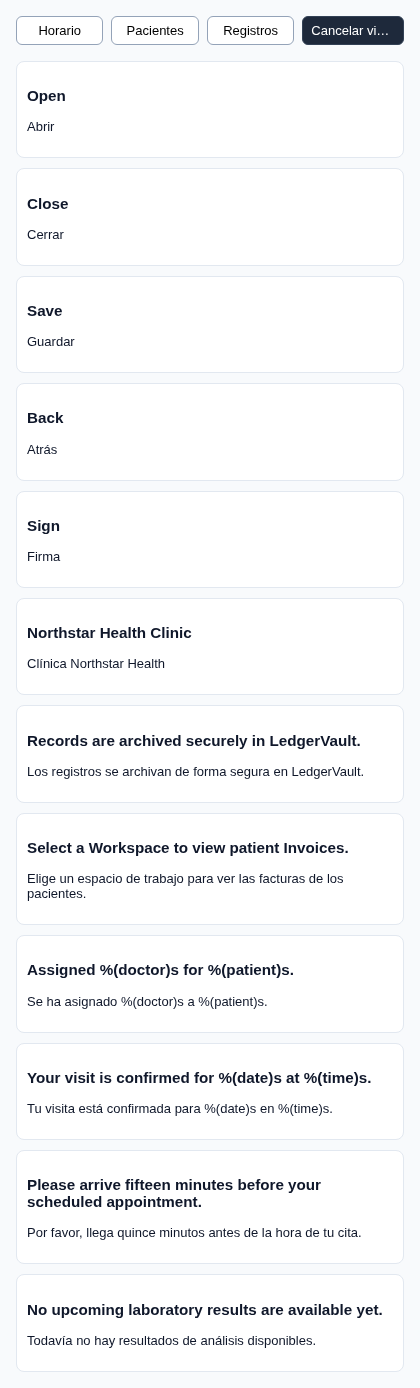 Horario
Pacientes
Registros
Cancelar vi…
Open
Abrir
Close
Cerrar
Save
Guardar
Back
Atrás
Sign
Firma
Northstar Health Clinic
Clínica Northstar Health
Records are archived securely in LedgerVault.
Los registros se archivan de forma segura en LedgerVault.
Select a Workspace to view patient Invoices.
Elige un espacio de trabajo para ver las facturas de los
pacientes.
Assigned %(doctor)s for %(patient)s.
Se ha asignado %(doctor)s a %(patient)s.
Your visit is confirmed for %(date)s at %(time)s.
Tu visita está confirmada para %(date)s en %(time)s.
Please arrive fifteen minutes before your
scheduled appointment.
Por favor, llega quince minutos antes de la hora de tu cita.
No upcoming laboratory results are available yet.
Todavía no hay resultados de análisis disponibles.